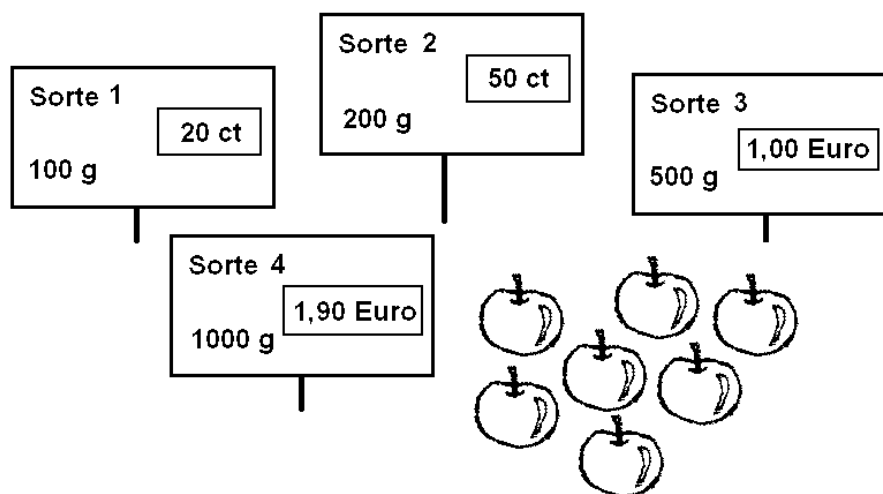 Sorte 1
20 ct
100 g
Sorte 2
50 ct
200 g
Sorte 3
1,00 Euro
500 g
Sorte 4
1,90 Euro
1000 g